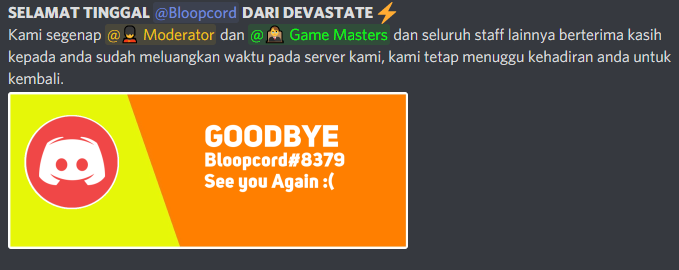 SELAMAT TINGGAL @Bloopcord DARI DEVASTATE
Kami segenap @ Moderator dan @ Game Masters dan seluruh staff lainnya berterima kasih
kepada anda sudah meluangkan waktu pada server kami, kami tetap menuggu kehadiran anda untuk
kembali.
GOODBYE
Bloopcord#8379
See you Again :(